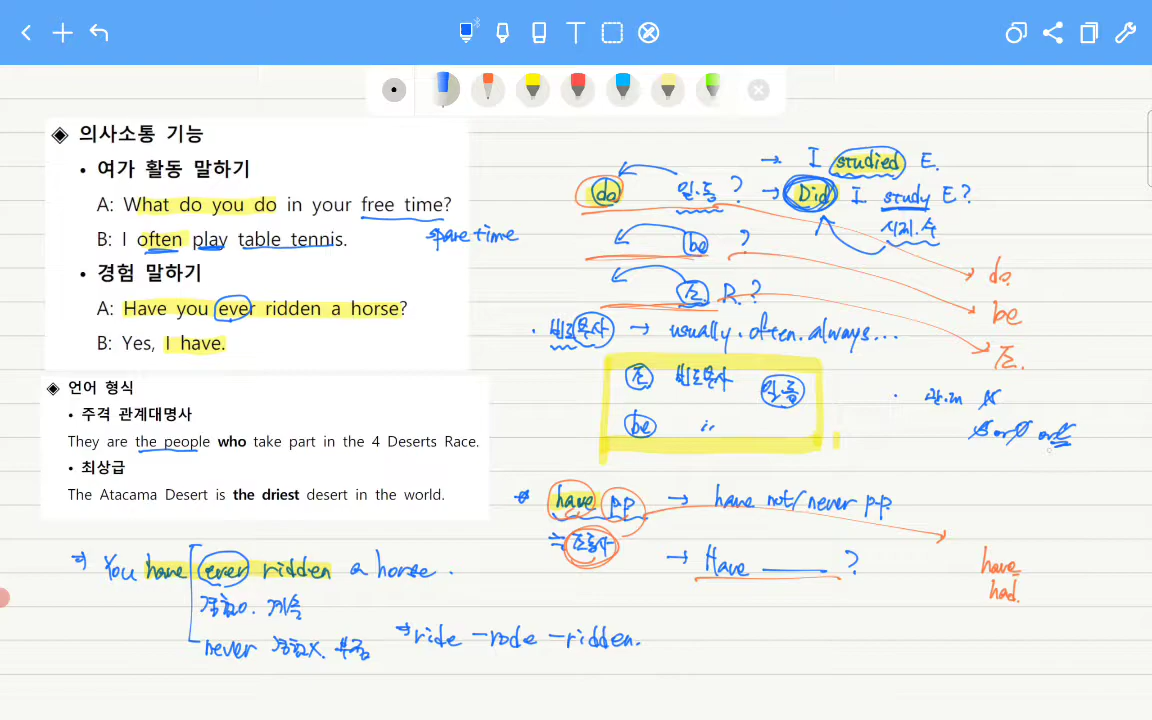 ◈ 의사소통 기능
• 여가 활동 말하기
A: What do you do in your free time?
B: I often play table tennis.
spare time
• 경험 말하기
A: Have you ever ridden a horse?
B: Yes, I have.
◈ 언어 형식
• 주격 관계대명사
They are the people who take part in the 4 Deserts Race.
• 최상급
The Atacama Desert is the driest desert in the world.
⇒ You have ever ridden a horse.
경험o. 계속
never 경험x. 부정
⇒ ride - rode - ridden.
→ I studied E.
do 일.동 ? → Did I study E?
시제.수
be ?
조 R.?
do.
be
조.
· 빈도부사 → usually. often. always...
조 빈도부사 일.동
be 〃
have pp → have not/never p.p.
≒ 조동사
→ Have ____ ?
have
had.